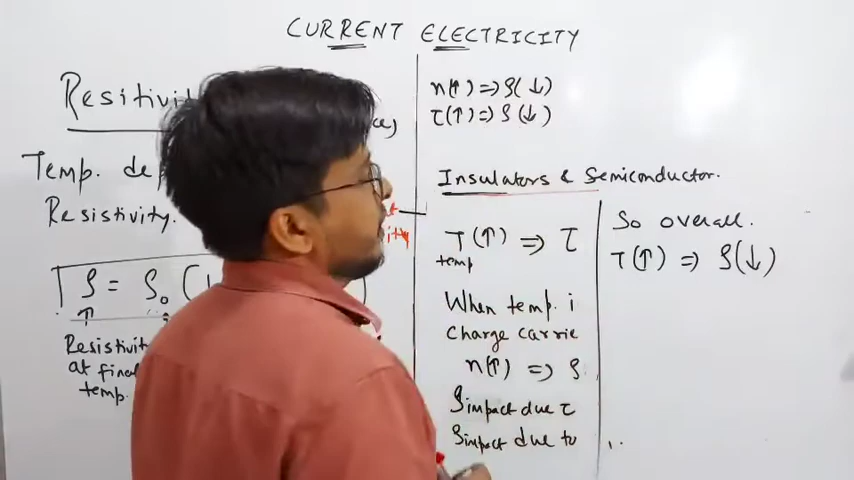 CURRENT ELECTRICITY
Resitivi
Temp. de
Resistivity.
ρ = ρ₀ (
Resistivit
at final
temp.
n(↑) => ρ(↓)
τ(↑) => ρ(↓)
Insulators & Semiconductor.
T(↑) => τ
temp
When temp. i
Charge carrie
n(↑) => ρ
ρimpact due τ
ρimpact due to
So overall.
T(↑) => ρ(↓)